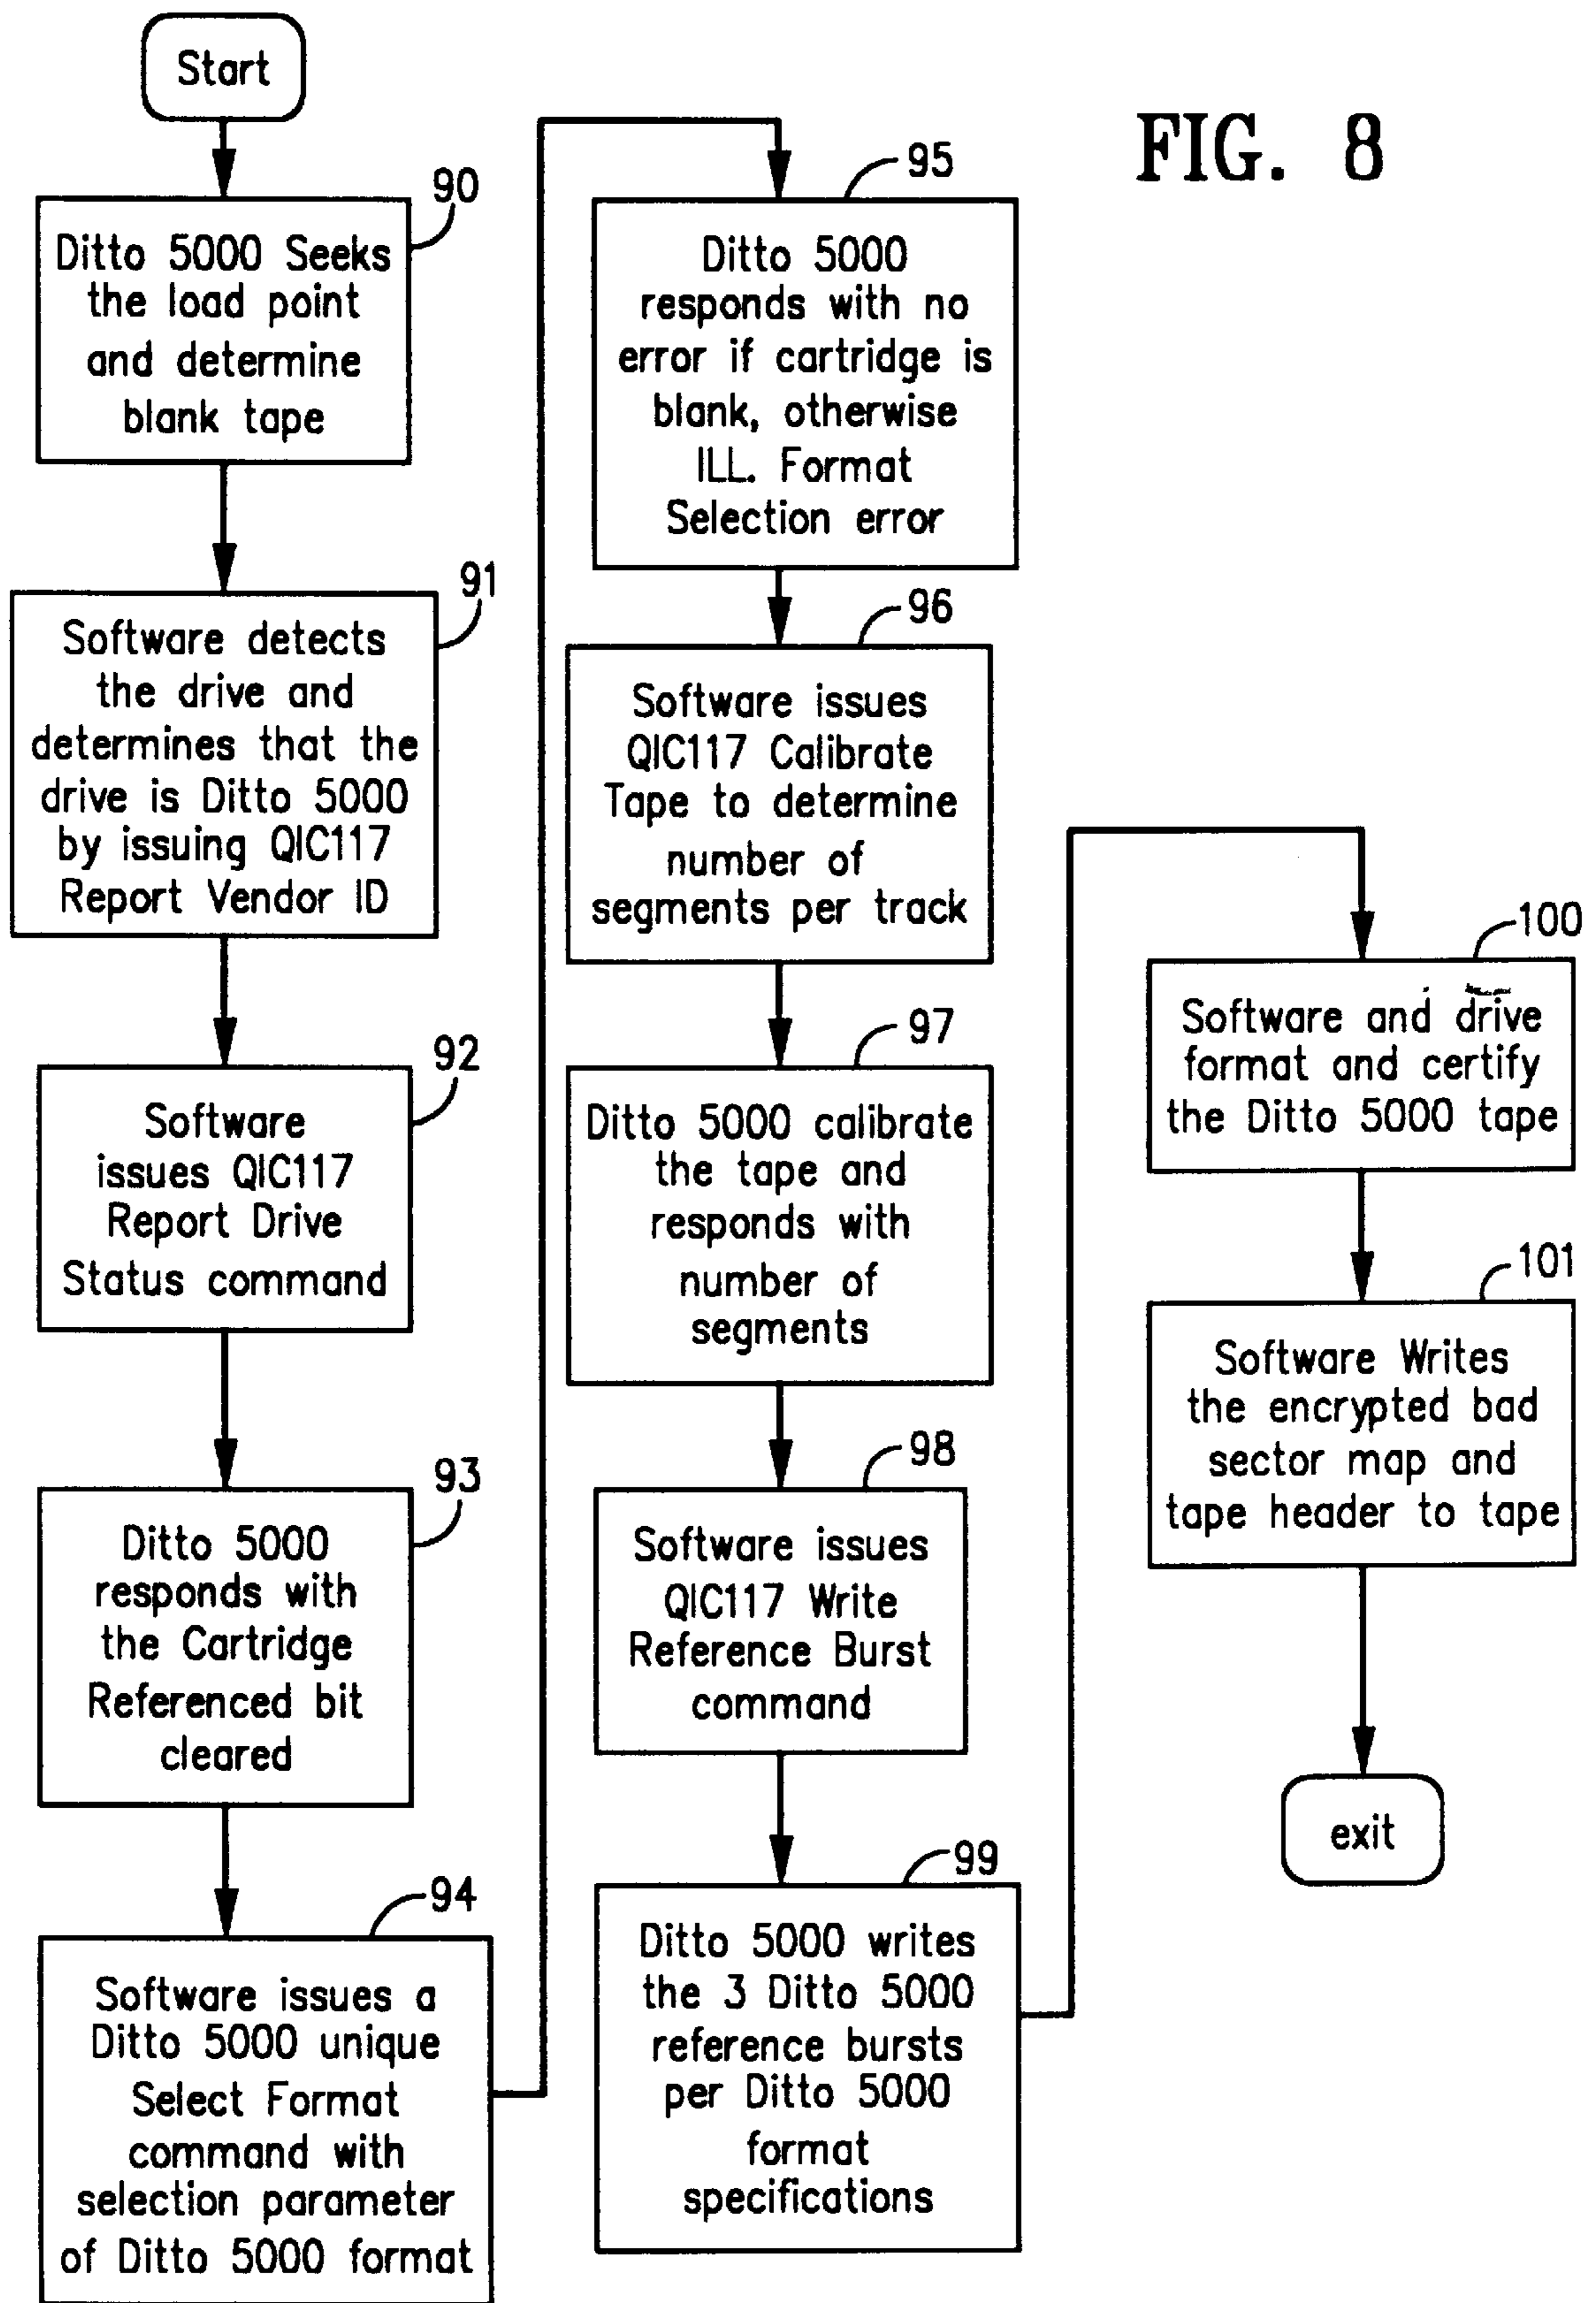 FIG. 8
Start
90
Ditto 5000 Seeks
the load point
and determine
blank tape
91
Software detects
the drive and
determines that the
drive is Ditto 5000
by issuing QIC117
Report Vendor ID
92
Software
issues QIC117
Report Drive
Status command
93
Ditto 5000
responds with
the Cartridge
Referenced bit
cleared
94
Software issues a
Ditto 5000 unique
Select Format
command with
selection parameter
of Ditto 5000 format
95
Ditto 5000
responds with no
error if cartridge is
blank, otherwise
ILL. Format
Selection error
96
Software issues
QIC117 Calibrate
Tape to determine
number of
segments per track
97
Ditto 5000 calibrate
the tape and
responds with
number of
segments
98
Software issues
QIC117 Write
Reference Burst
command
99
Ditto 5000 writes
the 3 Ditto 5000
reference bursts
per Ditto 5000
format
specifications
100
Software and drive
format and certify
the Ditto 5000 tape
101
Software Writes
the encrypted bad
sector map and
tape header to tape
exit